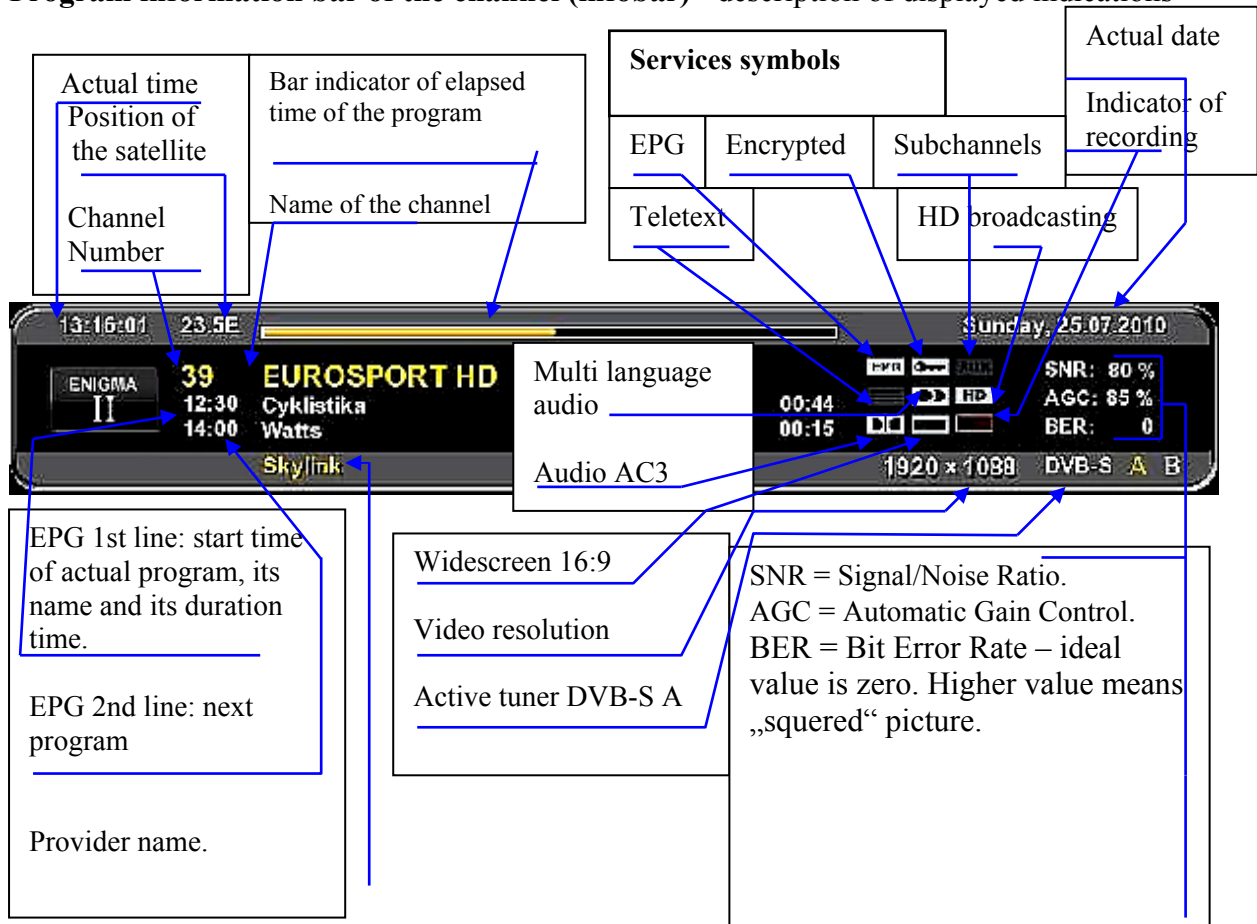 Program information bar of the channel (infobar) - description of displayed indications
Actual time
Position of
the satellite
Channel
Number
Bar indicator of elapsed
time of the program
Name of the channel
Services symbols
EPG
Encrypted
Subchannels
Teletext
HD broadcasting
Actual date
Indicator of
recording
13:16:01 23.5E Sunday, 25.07.2010
ENIGMA
II
39 EUROSPORT HD
12:30 Cyklistika 00:44
14:00 Watts 00:15
Skylink
Multi language
audio
Audio AC3
EPG
HD
SNR: 80 %
AGC: 85 %
BER: 0
1920 x 1088 DVB-S A B
EPG 1st line: start time
of actual program, its
name and its duration
time.
EPG 2nd line: next
program
Provider name.
Widescreen 16:9
Video resolution
Active tuner DVB-S A
SNR = Signal/Noise Ratio.
AGC = Automatic Gain Control.
BER = Bit Error Rate – ideal
value is zero. Higher value means
„squered“ picture.